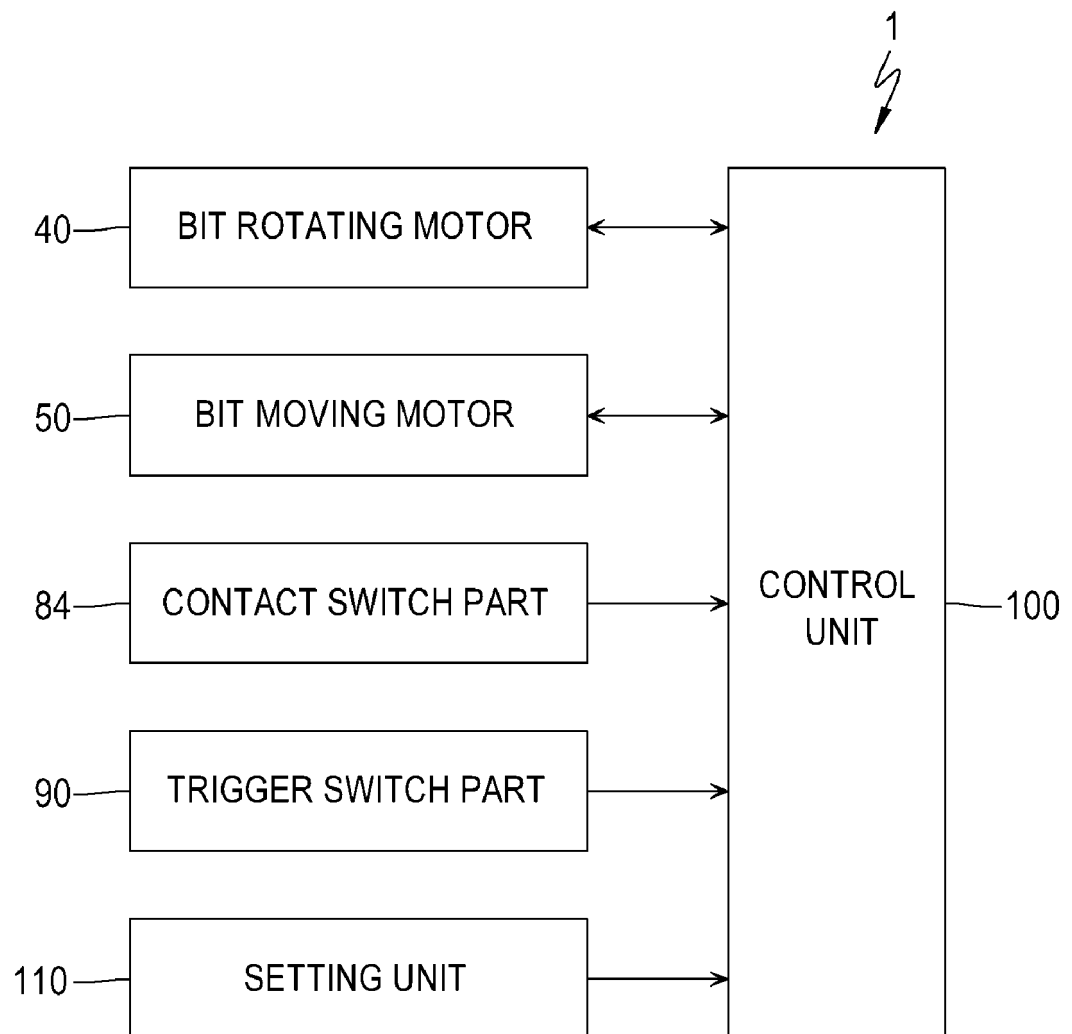 1
40 BIT ROTATING MOTOR
50 BIT MOVING MOTOR
84 CONTACT SWITCH PART
CONTROL
UNIT
100
90 TRIGGER SWITCH PART
110 SETTING UNIT